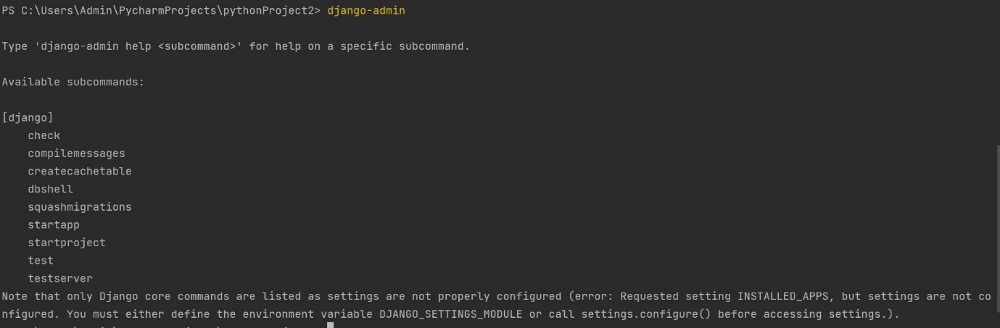 PS C:\Users\Admin\PycharmProjects\pythonProject2> django-admin
Type 'django-admin help <subcommand>' for help on a specific subcommand.
Available subcommands:
[django]
check
compilemessages
createcachetable
dbshell
squashmigrations
startapp
startproject
test
testserver
Note that only Django core commands are listed as settings are not properly configured (error: Requested setting INSTALLED_APPS, but settings are not co
nfigured. You must either define the environment variable DJANGO_SETTINGS_MODULE or call settings.configure() before accessing settings.).